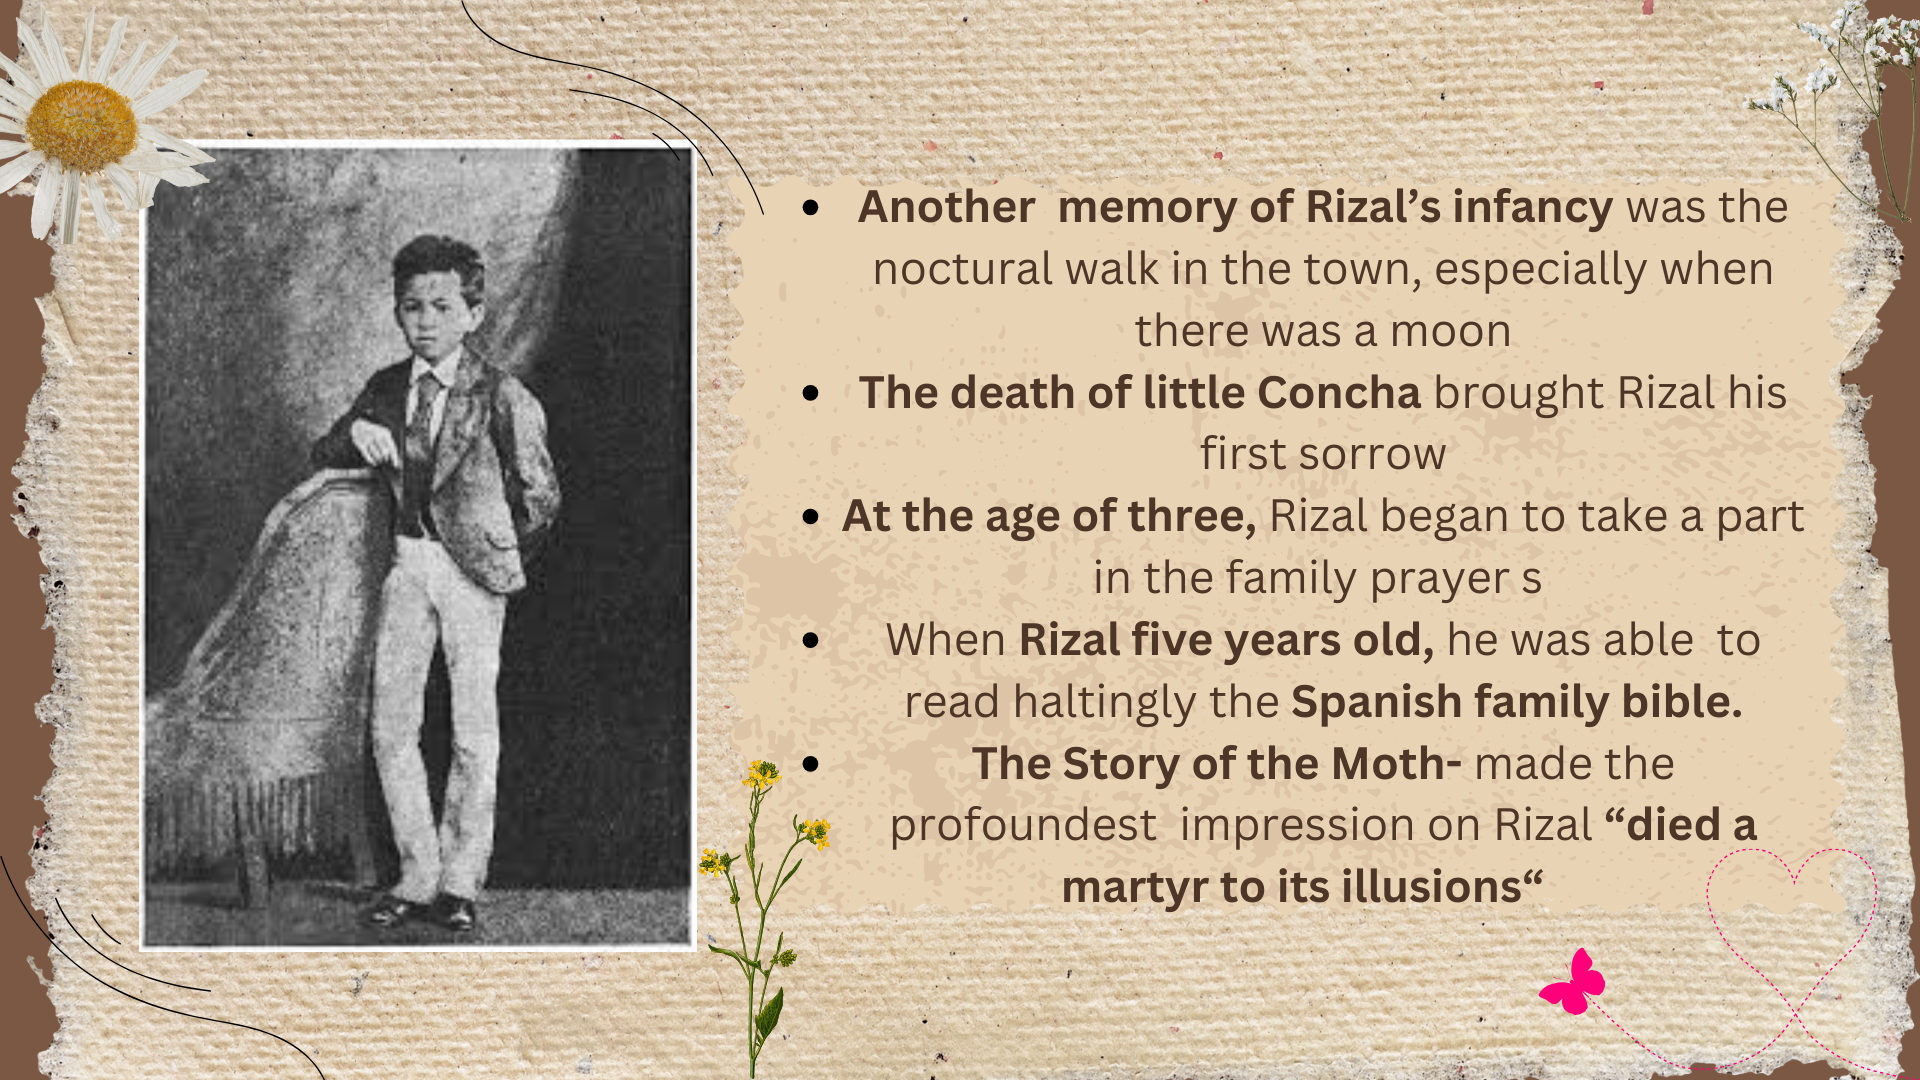 • Another  memory of Rizal’s infancy was the
noctural walk in the town, especially when
there was a moon
• The death of little Concha brought Rizal his
first sorrow
• At the age of three, Rizal began to take a part
in the family prayer s
• When Rizal five years old, he was able  to
read haltingly the Spanish family bible.
• The Story of the Moth- made the
profoundest  impression on Rizal “died a
martyr to its illusions“